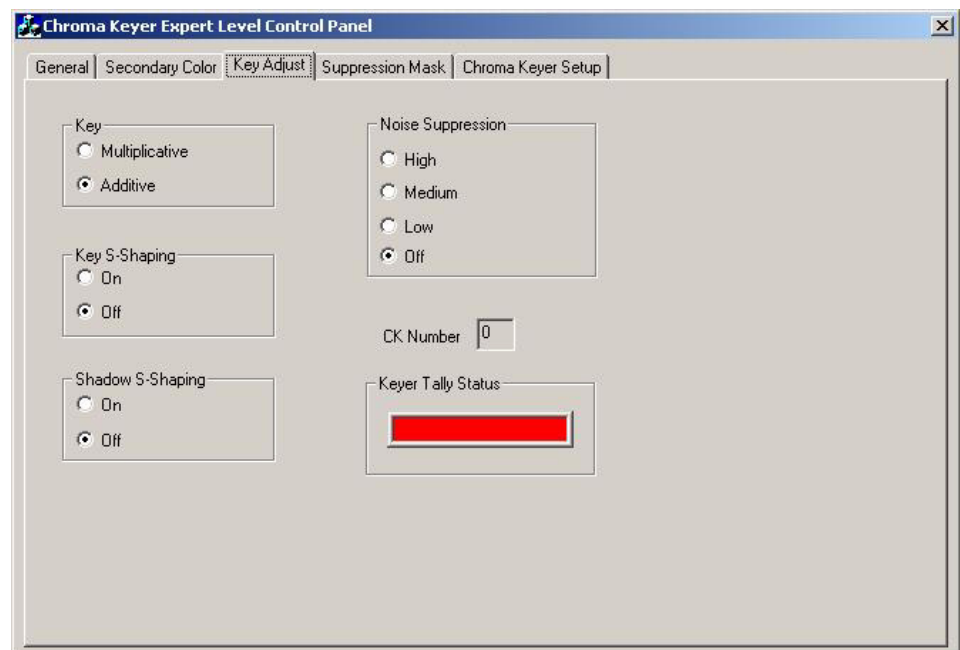 Chroma Keyer Expert Level Control Panel
General Secondary Color Key Adjust Suppression Mask Chroma Keyer Setup
Key
Multiplicative
Additive
Key S-Shaping
On
Off
Shadow S-Shaping
On
Off
Noise Suppression
High
Medium
Low
Off
CK Number 0
Keyer Tally Status